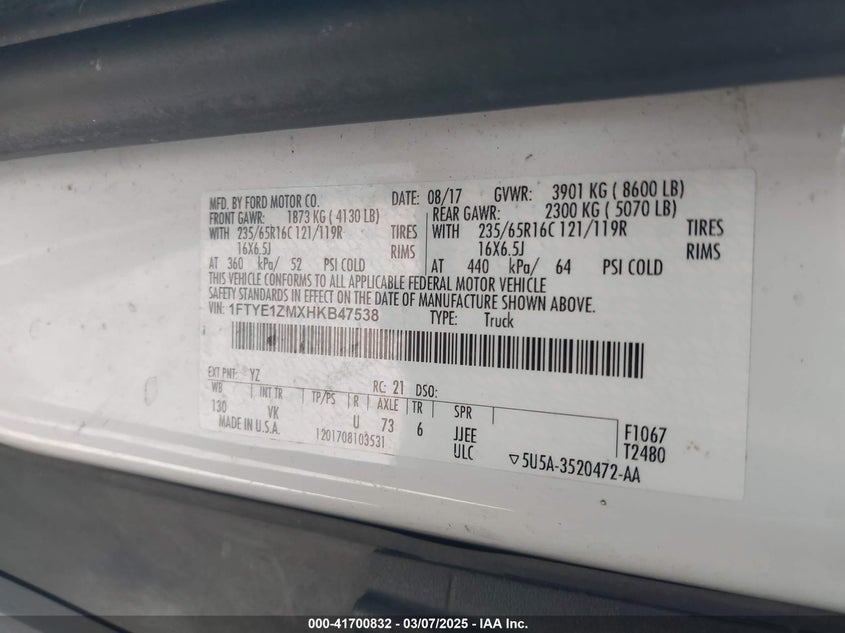 MFD. BY FORD MOTOR CO. DATE: 08/17 GVWR: 3901 KG ( 8600 LB)
FRONT GAWR: 1873 KG ( 4130 LB) REAR GAWR: 2300 KG ( 5070 LB)
WITH 235/65R16C 121/119R TIRES WITH 235/65R16C 121/119R TIRES
16X6.5J RIMS 16X6.5J RIMS
AT 360 kPa/ 52 PSI COLD AT 440 kPa/ 64 PSI COLD
THIS VEHICLE CONFORMS TO ALL APPLICABLE FEDERAL MOTOR VEHICLE
SAFETY STANDARDS IN EFFECT ON THE DATE OF MANUFACTURE SHOWN ABOVE.
VIN: 1FTYE1ZMXHKB47538 TYPE: Truck
EXT PNT: YZ RC: 21 DSO:
WB INT TR TP/PS R AXLE TR SPR
130 VK U 73 6 JJEE F1067
MADE IN U.S.A. 1201708103531 ULC T2480
▽5U5A-3520472-AA
000-41700832 - 03/07/2025 - IAA Inc.